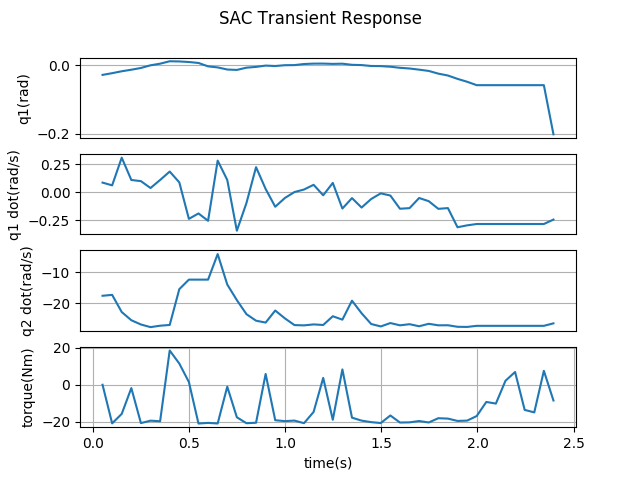 SAC Transient Response
0.0
−0.2
q1(rad)
0.25
0.00
−0.25
q1 dot(rad/s)
−10
−20
q2 dot(rad/s)
20
0
−20
torque(Nm)
0.0 0.5 1.0 1.5 2.0 2.5
time(s)